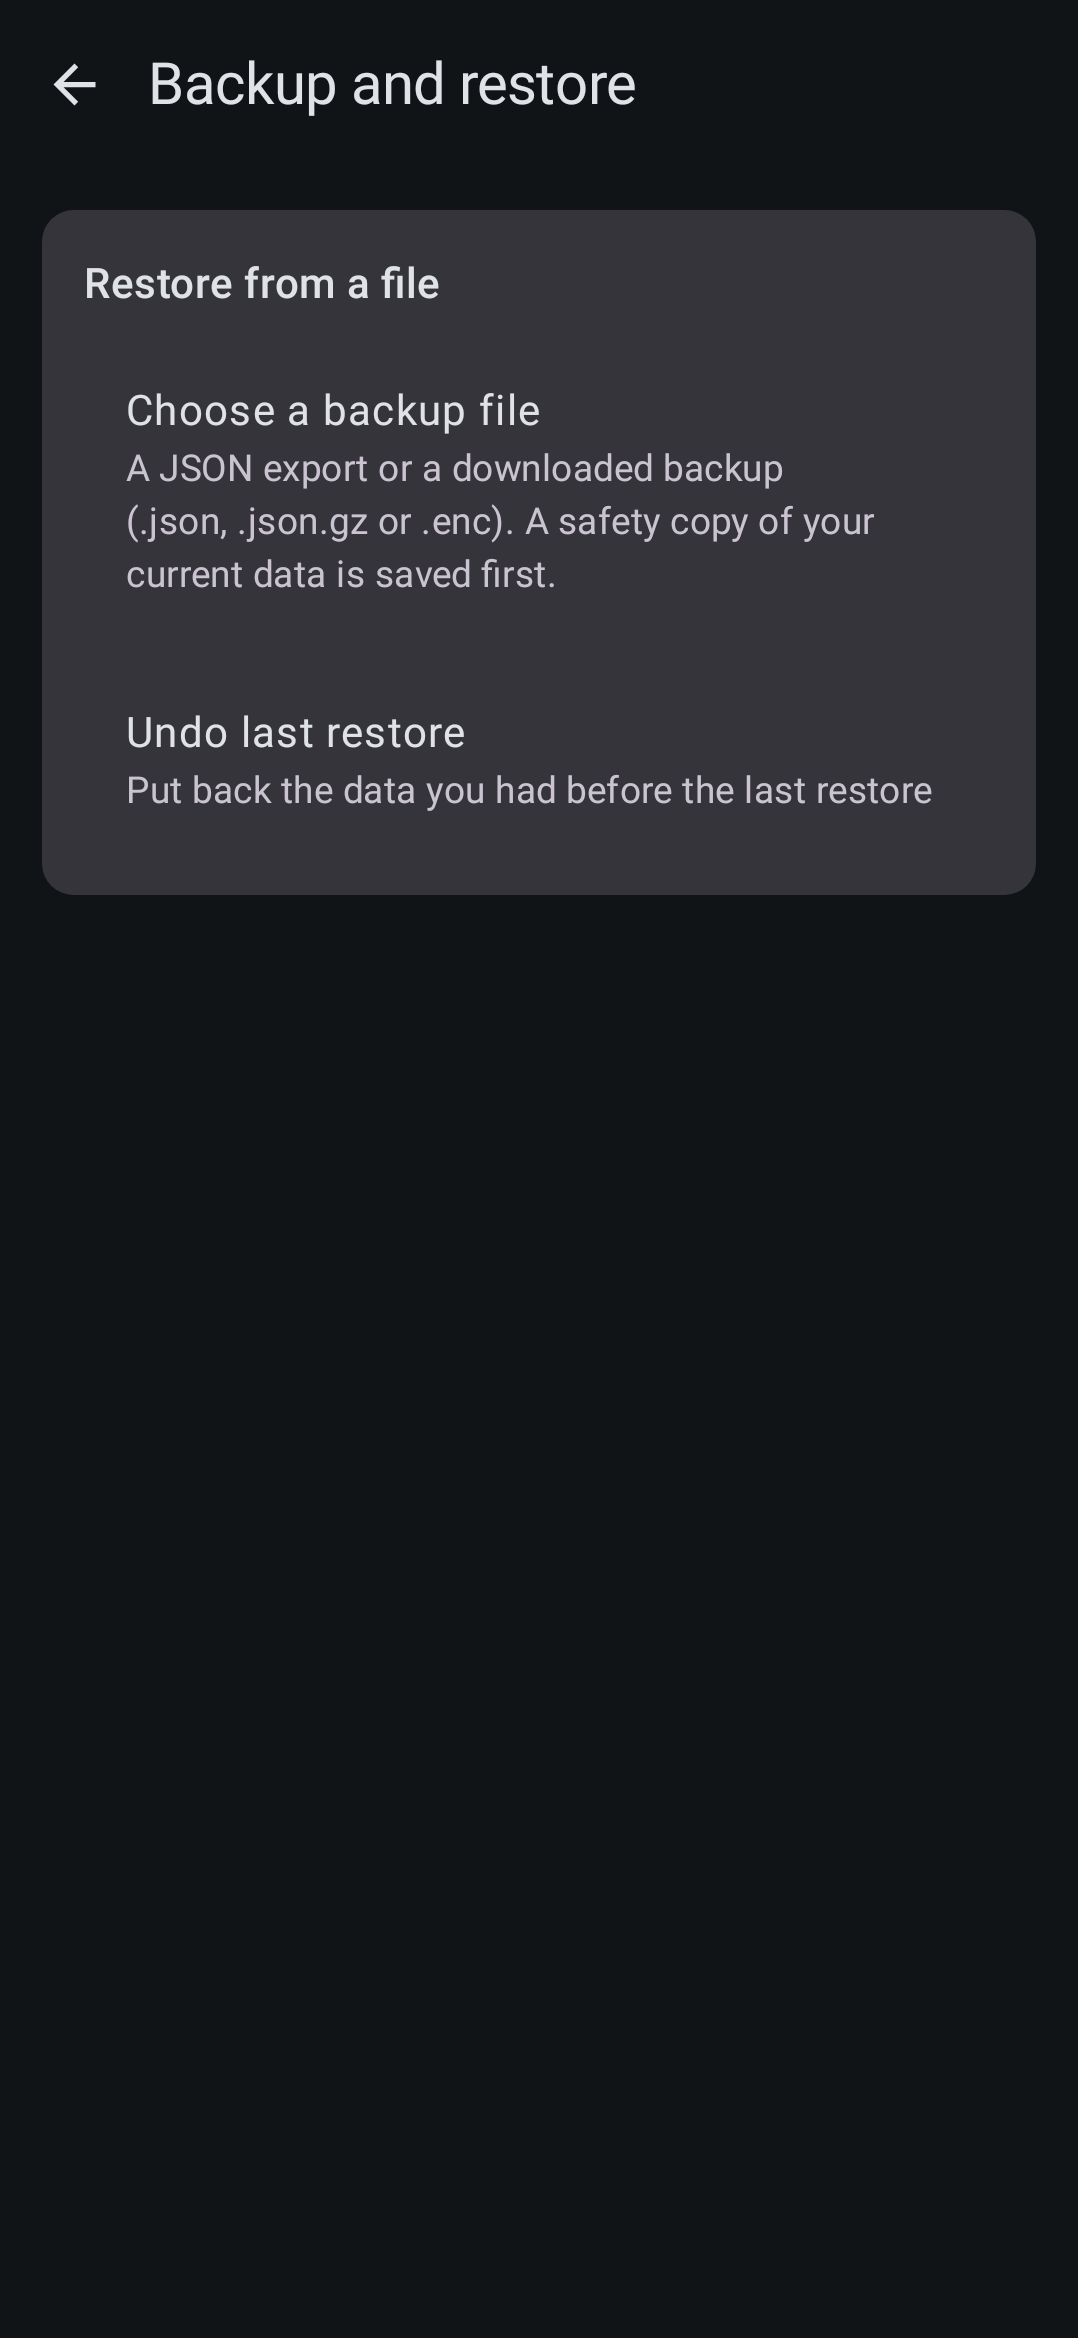 Backup and restore
Restore from a file
Choose a backup file
A JSON export or a downloaded backup
(.json, .json.gz or .enc). A safety copy of your
current data is saved first.
Undo last restore
Put back the data you had before the last restore